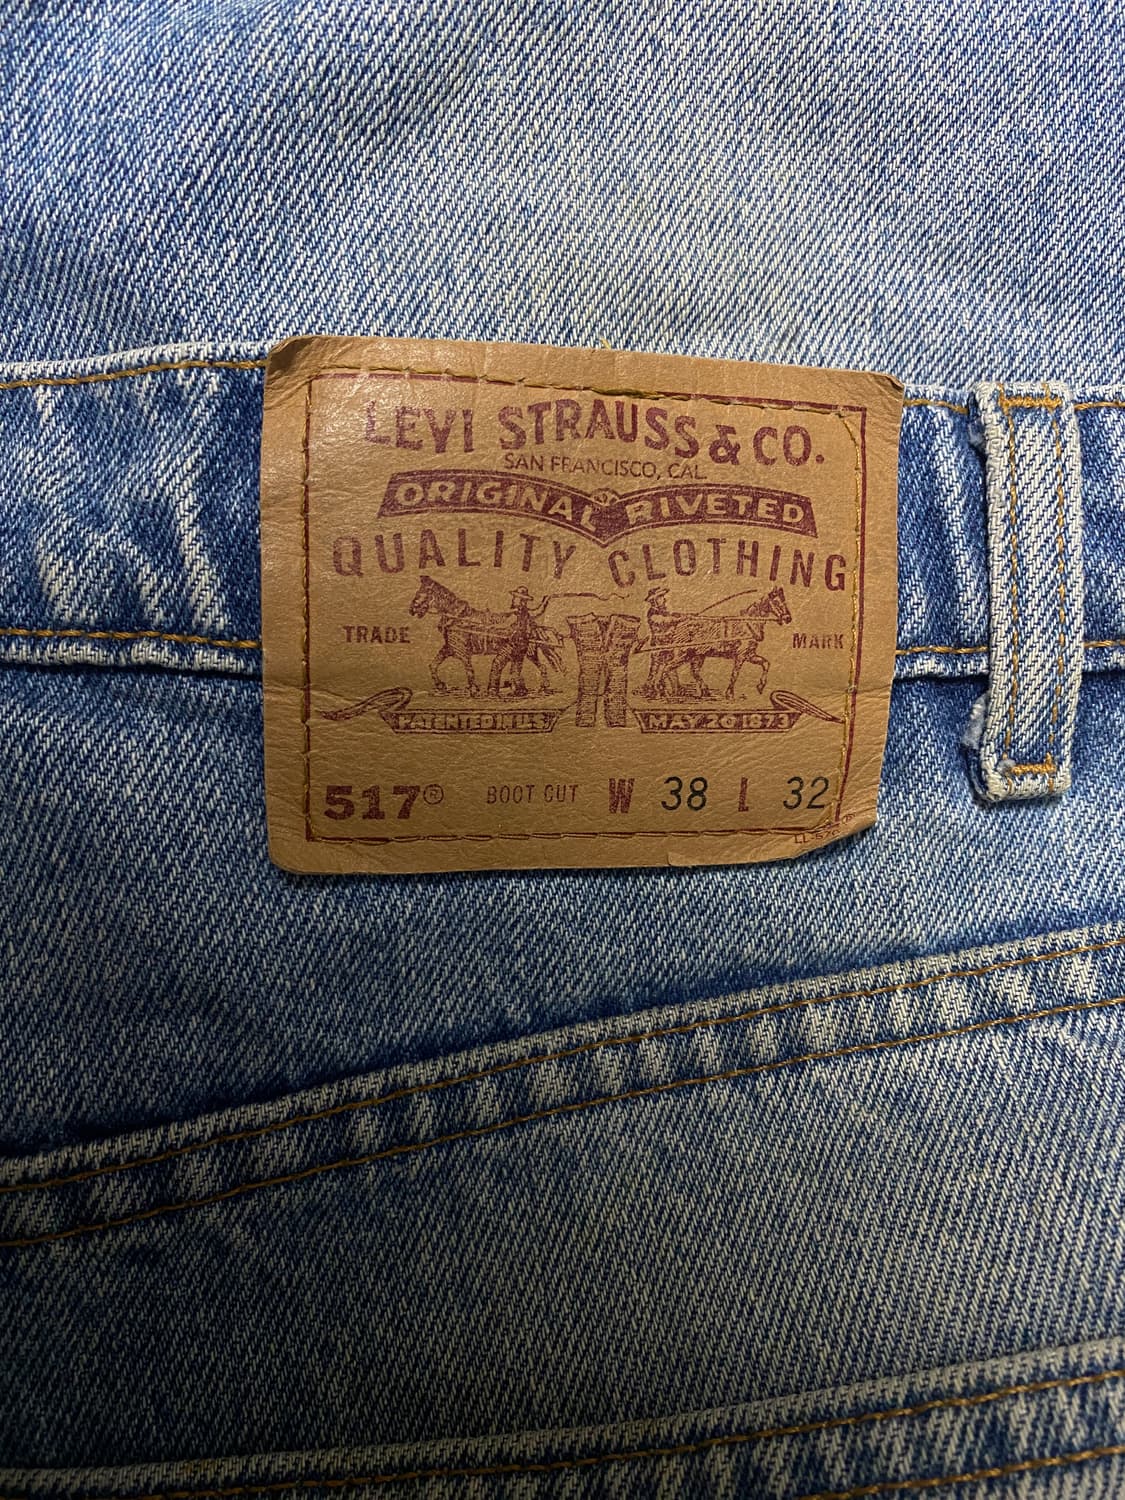 LEVI STRAUSS & CO.
SAN FRANCISCO, CAL.
ORIGINAL RIVETED
QUALITY CLOTHING
TRADE MARK
PATENTED IN U.S. MAY 20 1873
517® BOOT CUT W 38 L 32